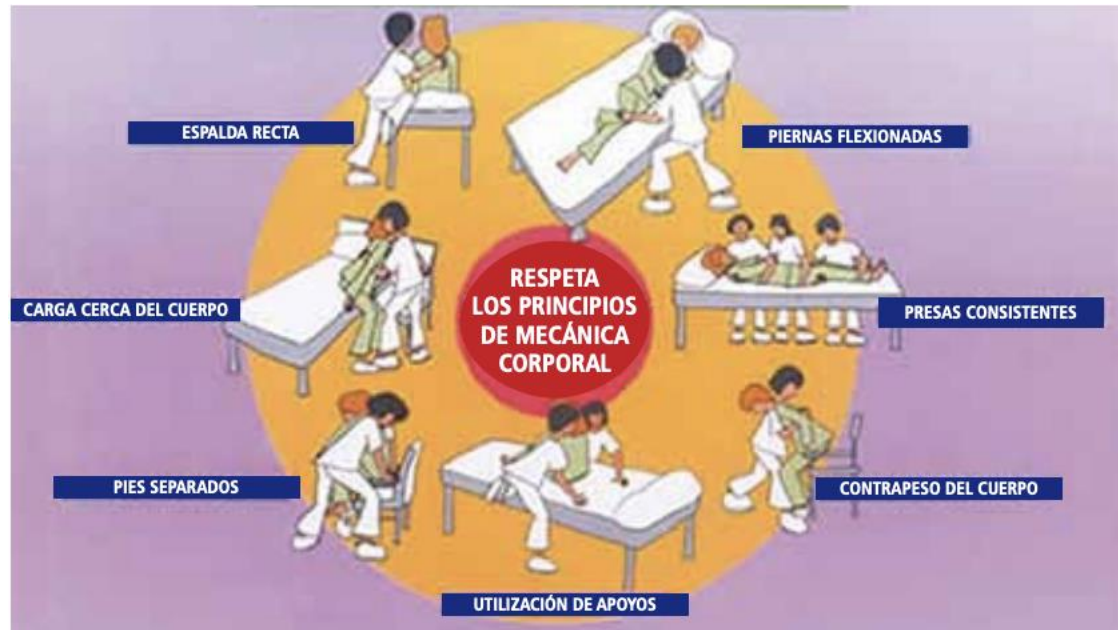 ESPALDA RECTA
PIERNAS FLEXIONADAS
CARGA CERCA DEL CUERPO
RESPETA
LOS PRINCIPIOS
DE MECÁNICA
CORPORAL
PRESAS CONSISTENTES
PIES SEPARADOS
CONTRAPESO DEL CUERPO
UTILIZACIÓN DE APOYOS